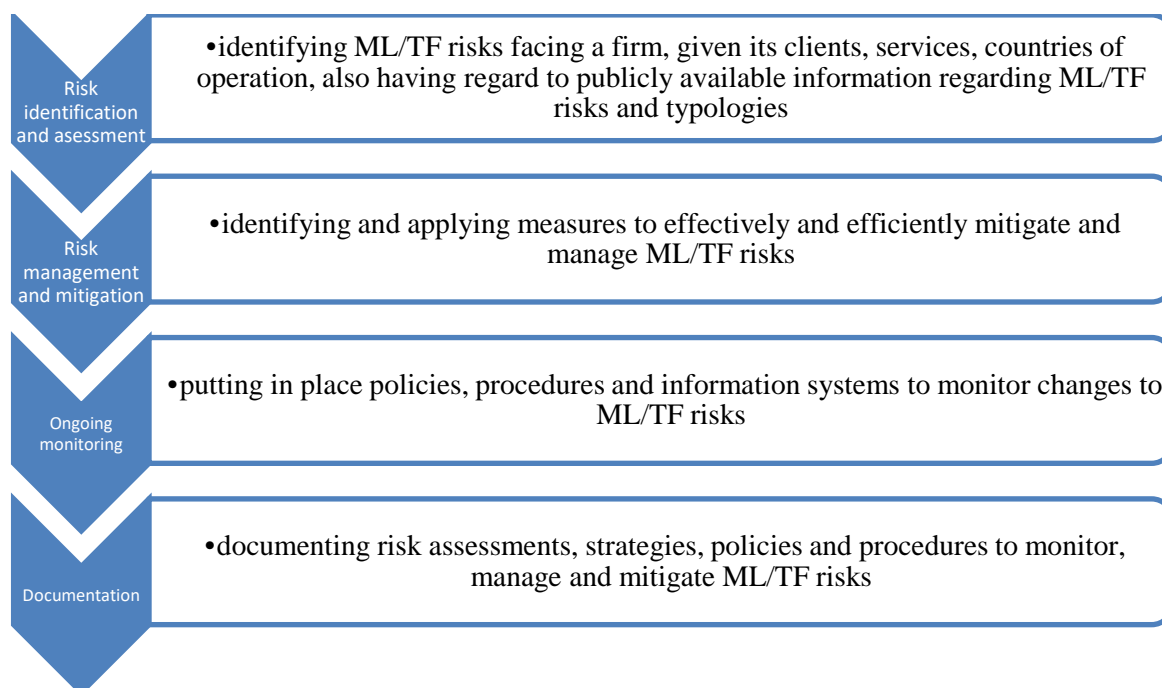 Risk
identification
and asessment
•identifying ML/TF risks facing a firm, given its clients, services, countries of
operation, also having regard to publicly available information regarding ML/TF
risks and typologies
Risk
management
and mitigation
•identifying and applying measures to effectively and efficiently mitigate and
manage ML/TF risks
Ongoing
monitoring
•putting in place policies, procedures and information systems to monitor changes to
ML/TF risks
Documentation
•documenting risk assessments, strategies, policies and procedures to monitor,
manage and mitigate ML/TF risks